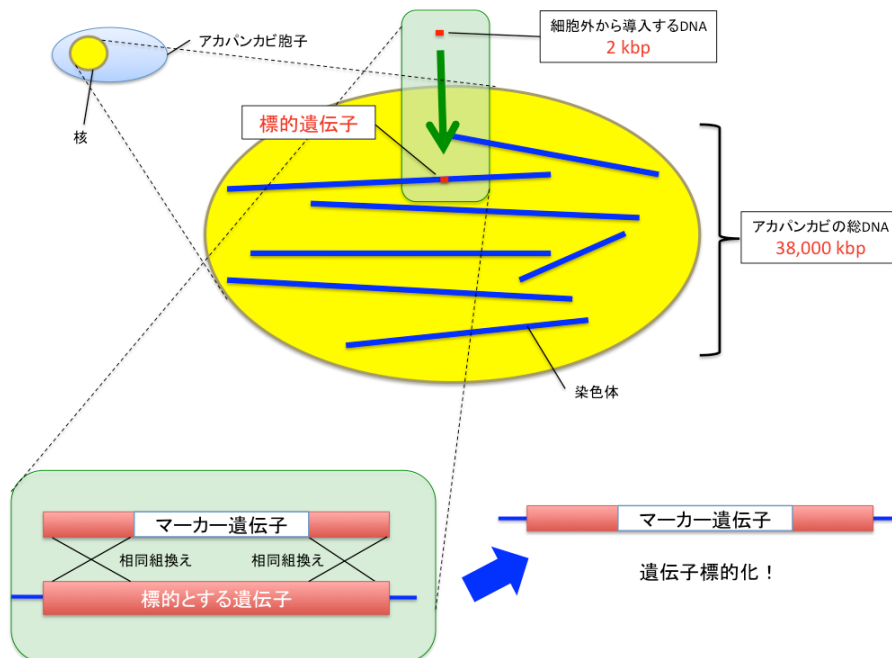 アカパンカビ胞子
核
細胞外から導入するDNA
2 kbp
標的遺伝子
アカパンカビの総DNA
38,000 kbp
染色体
マーカー遺伝子
相同組換え
相同組換え
標的とする遺伝子
マーカー遺伝子
遺伝子標的化！